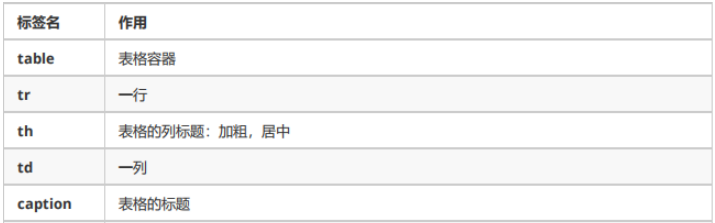 标签名 作用
table 表格容器
tr 一行
th 表格的列标题：加粗，居中
td 一列
caption 表格的标题